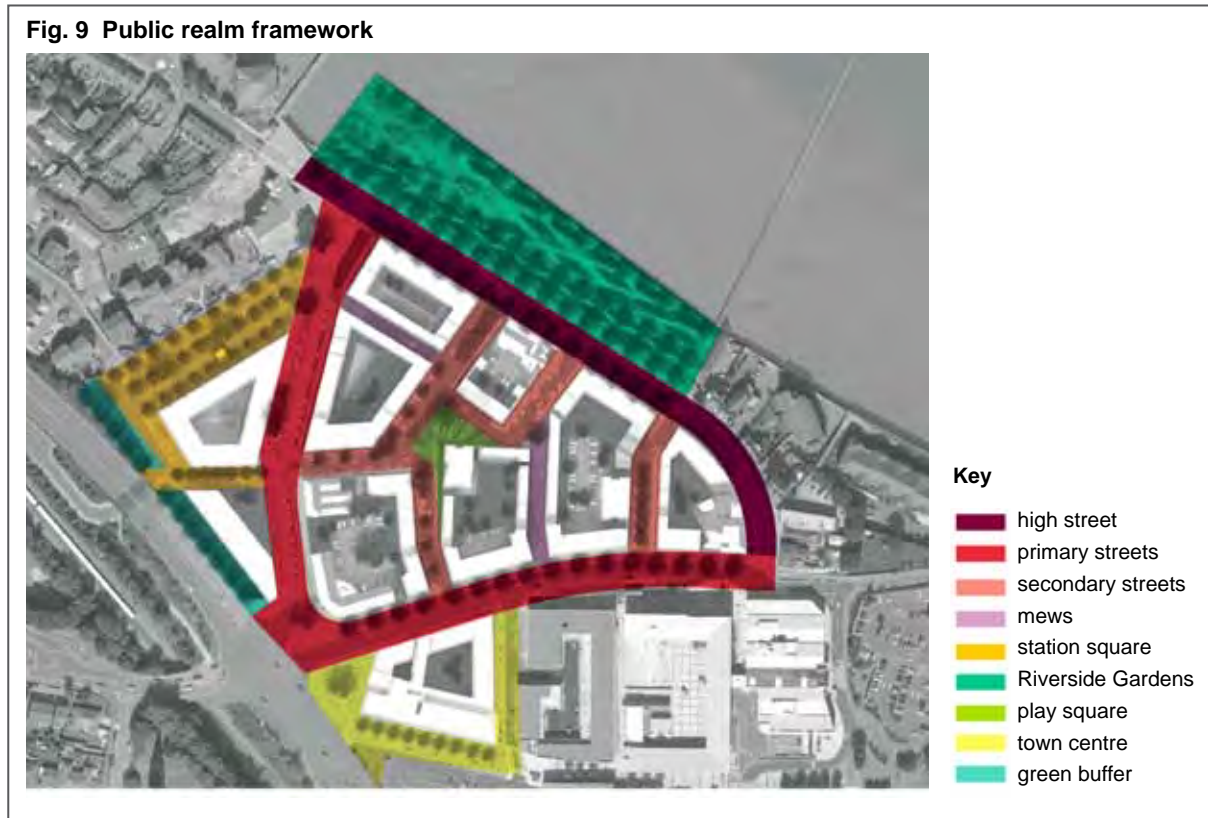 Fig. 9 Public realm framework
Key
high street
primary streets
secondary streets
mews
station square
Riverside Gardens
play square
town centre
green buffer